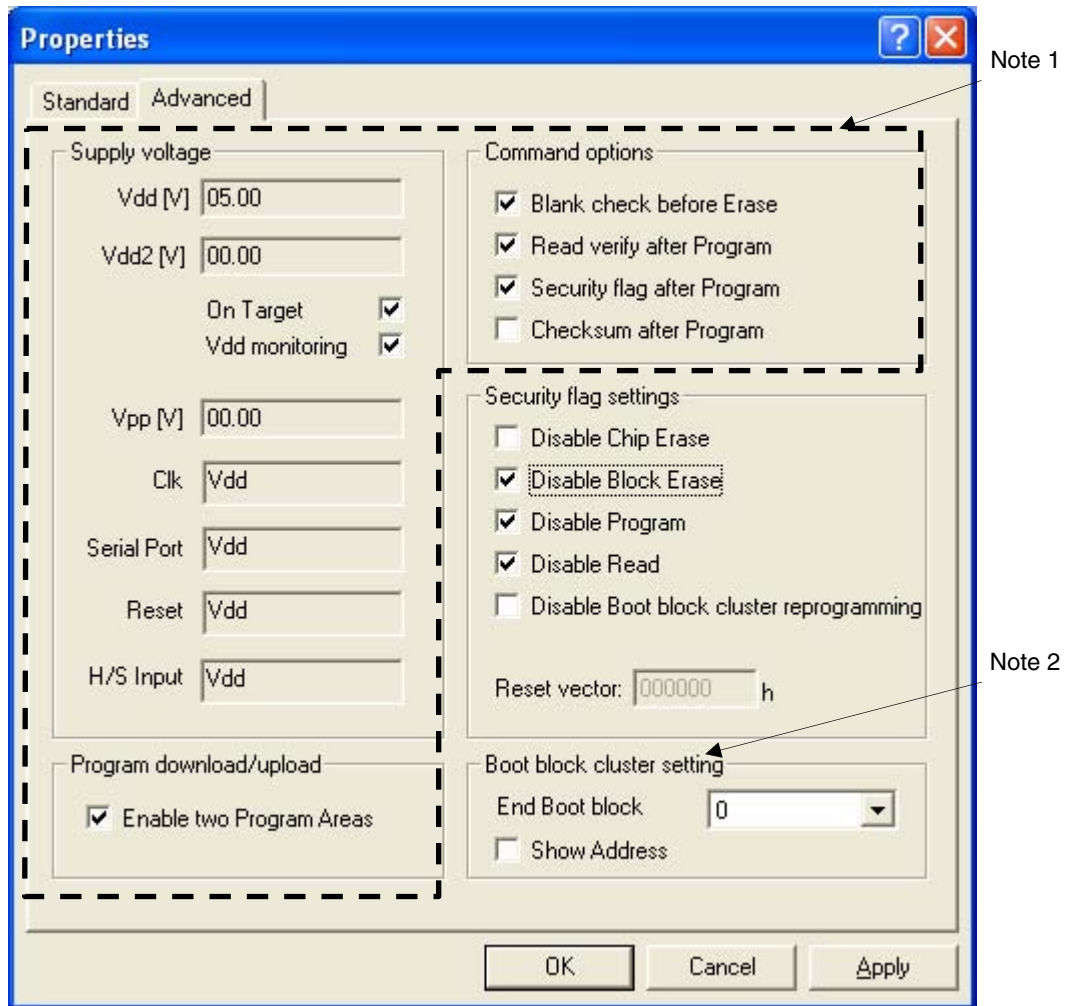 Properties
Note 1
Standard
Advanced
Supply voltage
Vdd [V] 05.00
Vdd2 [V] 00.00
On Target
Vdd monitoring
Vpp [V] 00.00
Clk Vdd
Serial Port Vdd
Reset Vdd
H/S Input Vdd
Program download/upload
Enable two Program Areas
Command options
Blank check before Erase
Read verify after Program
Security flag after Program
Checksum after Program
Security flag settings
Disable Chip Erase
Disable Block Erase
Disable Program
Disable Read
Disable Boot block cluster reprogramming
Reset vector: 000000 h
Note 2
Boot block cluster setting
End Boot block 0
Show Address
OK
Cancel
Apply